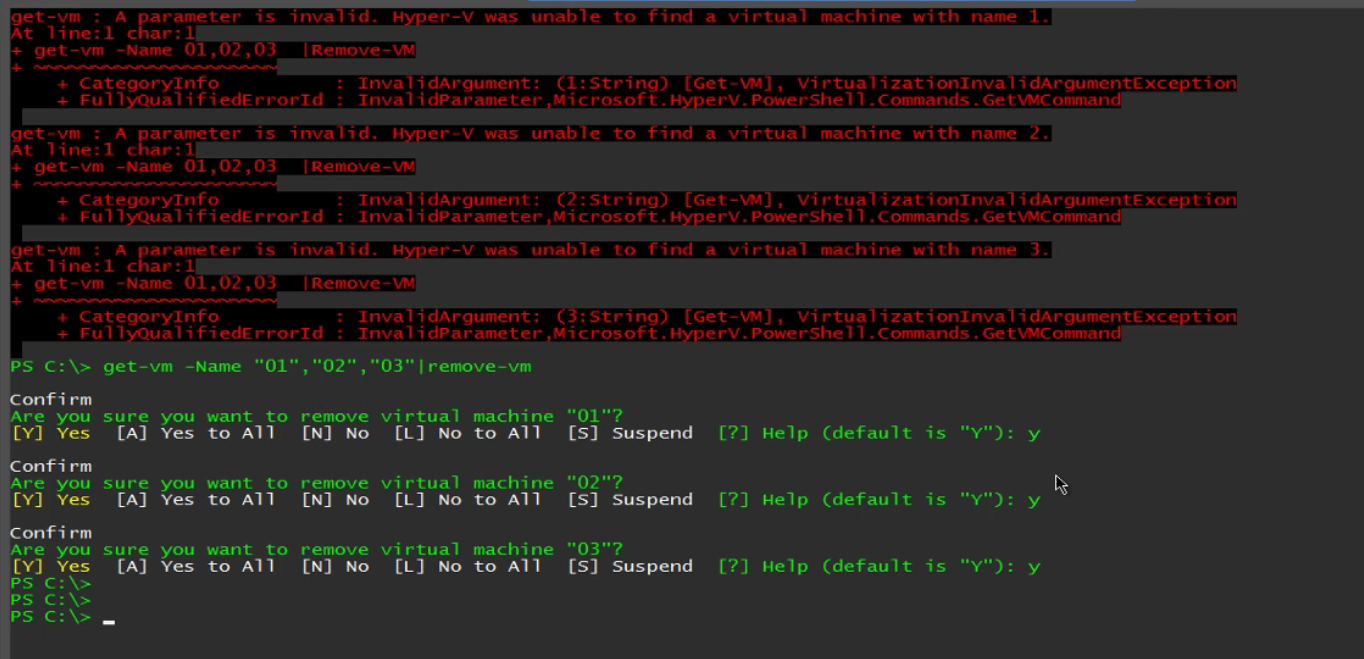 get-vm : A parameter is invalid. Hyper-V was unable to find a virtual machine with name 1.
At line:1 char:1
+ get-vm -Name 01,02,03  |Remove-VM
+ ~~~~~~~~~~~~~~~~~~~~~
    + CategoryInfo          : InvalidArgument: (1:String) [Get-VM], VirtualizationInvalidArgumentException
    + FullyQualifiedErrorId : InvalidParameter,Microsoft.HyperV.PowerShell.Commands.GetVMCommand
get-vm : A parameter is invalid. Hyper-V was unable to find a virtual machine with name 2.
At line:1 char:1
+ get-vm -Name 01,02,03  |Remove-VM
+ ~~~~~~~~~~~~~~~~~~~~~
    + CategoryInfo          : InvalidArgument: (2:String) [Get-VM], VirtualizationInvalidArgumentException
    + FullyQualifiedErrorId : InvalidParameter,Microsoft.HyperV.PowerShell.Commands.GetVMCommand
get-vm : A parameter is invalid. Hyper-V was unable to find a virtual machine with name 3.
At line:1 char:1
+ get-vm -Name 01,02,03  |Remove-VM
+ ~~~~~~~~~~~~~~~~~~~~~
    + CategoryInfo          : InvalidArgument: (3:String) [Get-VM], VirtualizationInvalidArgumentException
    + FullyQualifiedErrorId : InvalidParameter,Microsoft.HyperV.PowerShell.Commands.GetVMCommand
PS C:\> get-vm -Name "01","02","03"|remove-vm
Confirm
Are you sure you want to remove virtual machine "01"?
[Y] Yes  [A] Yes to All  [N] No  [L] No to All  [S] Suspend  [?] Help (default is "Y"): y
Confirm
Are you sure you want to remove virtual machine "02"?
[Y] Yes  [A] Yes to All  [N] No  [L] No to All  [S] Suspend  [?] Help (default is "Y"): y
Confirm
Are you sure you want to remove virtual machine "03"?
[Y] Yes  [A] Yes to All  [N] No  [L] No to All  [S] Suspend  [?] Help (default is "Y"): y
PS C:\>
PS C:\>
PS C:\> _